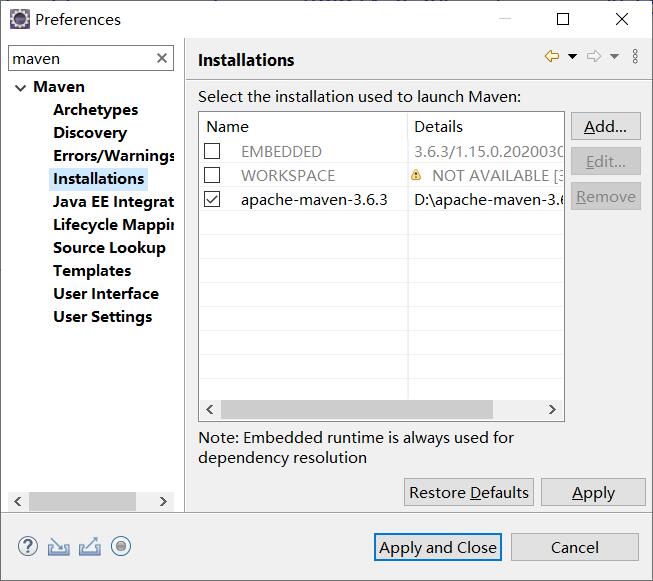 Preferences
maven
Maven
Archetypes
Discovery
Errors/Warnings
Installations
Java EE Integrat
Lifecycle Mappin
Source Lookup
Templates
User Interface
User Settings
Installations
Select the installation used to launch Maven:
Name Details
EMBEDDED 3.6.3/1.15.0.2020030
WORKSPACE NOT AVAILABLE [3
apache-maven-3.6.3 D:\apache-maven-3.6
Add...
Edit...
Remove
Note: Embedded runtime is always used for
dependency resolution
Restore Defaults Apply
Apply and Close Cancel